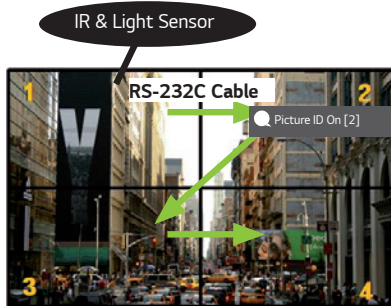 IR & Light Sensor
1
RS-232C Cable
2
Picture ID On [2]
V
3
4